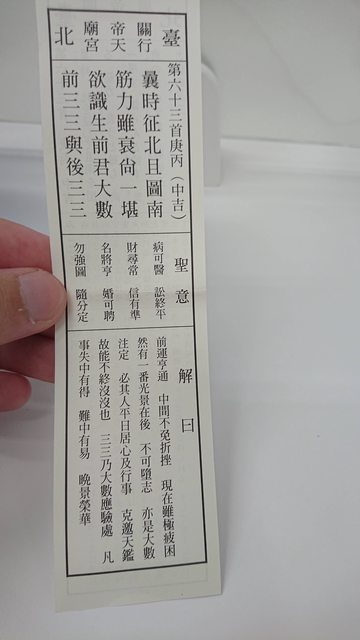 臺北
關帝廟
行天宮
第六十三首庚丙（中吉）
曩時征北且圖南
筋力雖衰尙一堪
欲識生前君大數
前三三與後三三
聖意
病可醫 訟終平
財尋常 信有準
名將亨 婚可聘
勿強圖 隨分定
解曰
前運亨通 中間不免折挫 現在雖極疲困
然有一番光景在後 不可墮志 亦是大數
注定 必其人平日居心及行事 克邀天鑑
故能不終沒沒也 三三乃大數應驗處 凡
事失中有得 難中有易 晚景榮華